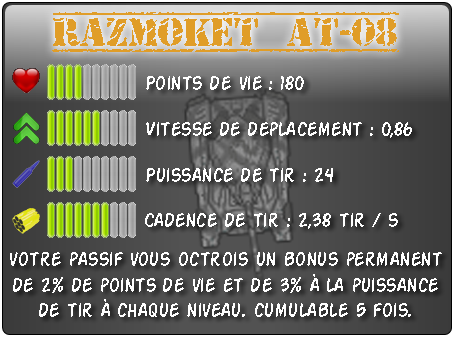 RAZMOKET AT-08
POINTS DE VIE : 180
VITESSE DE DEPLACEMENT : 0,86
PUISSANCE DE TIR : 24
CADENCE DE TIR : 2,38 TIR / S
VOTRE PASSIF VOUS OCTROIS UN BONUS PERMANENT
DE 2% DE POINTS DE VIE ET DE 3% À LA PUISSANCE
DE TIR À CHAQUE NIVEAU. CUMULABLE 5 FOIS.